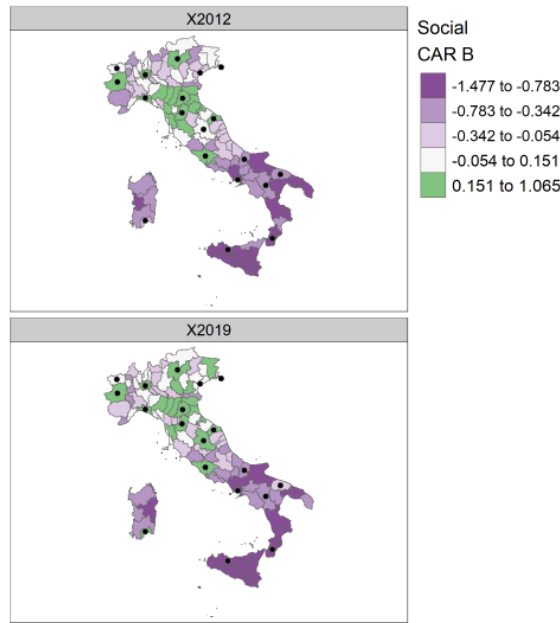 X2012
Social
CAR B
-1.477 to -0.783
-0.783 to -0.342
-0.342 to -0.054
-0.054 to 0.151
0.151 to 1.065
X2019